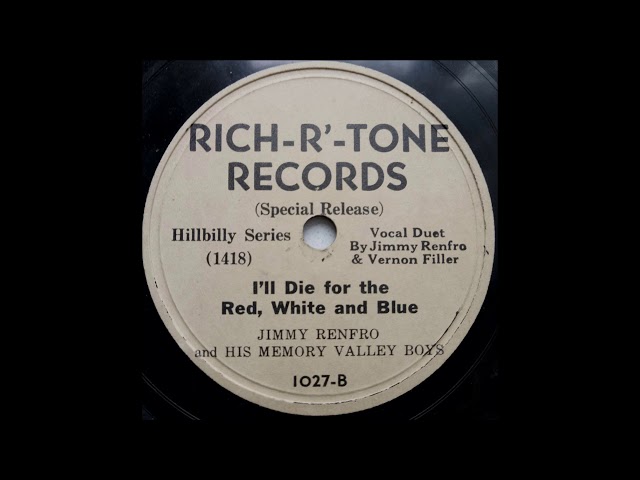 RICH-R'-TONE
RECORDS
(Special Release)
Hillbilly Series
(1418)
Vocal Duet
By Jimmy Renfro
& Vernon Filler
I'll Die for the
Red, White and Blue
JIMMY RENFRO
and HIS MEMORY VALLEY BOYS
1027-B